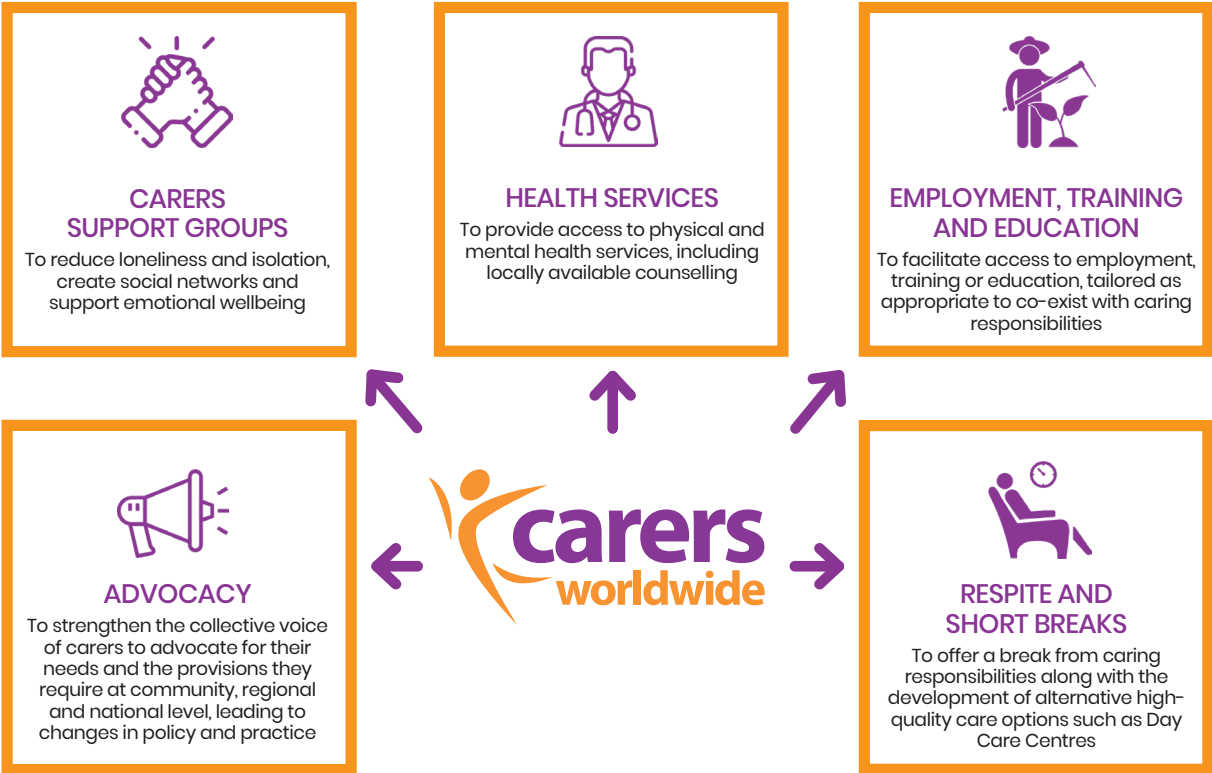 CARERS
SUPPORT GROUPS
To reduce loneliness and isolation,
create social networks and
support emotional wellbeing
HEALTH SERVICES
To provide access to physical and
mental health services, including
locally available counselling
EMPLOYMENT, TRAINING
AND EDUCATION
To facilitate access to employment,
training or education, tailored as
appropriate to co-exist with caring
responsibilities
ADVOCACY
To strengthen the collective voice
of carers to advocate for their
needs and the provisions they
require at community, regional
and national level, leading to
changes in policy and practice
carers
worldwide
RESPITE AND
SHORT BREAKS
To offer a break from caring
responsibilities along with the
development of alternative high-
quality care options such as Day
Care Centres